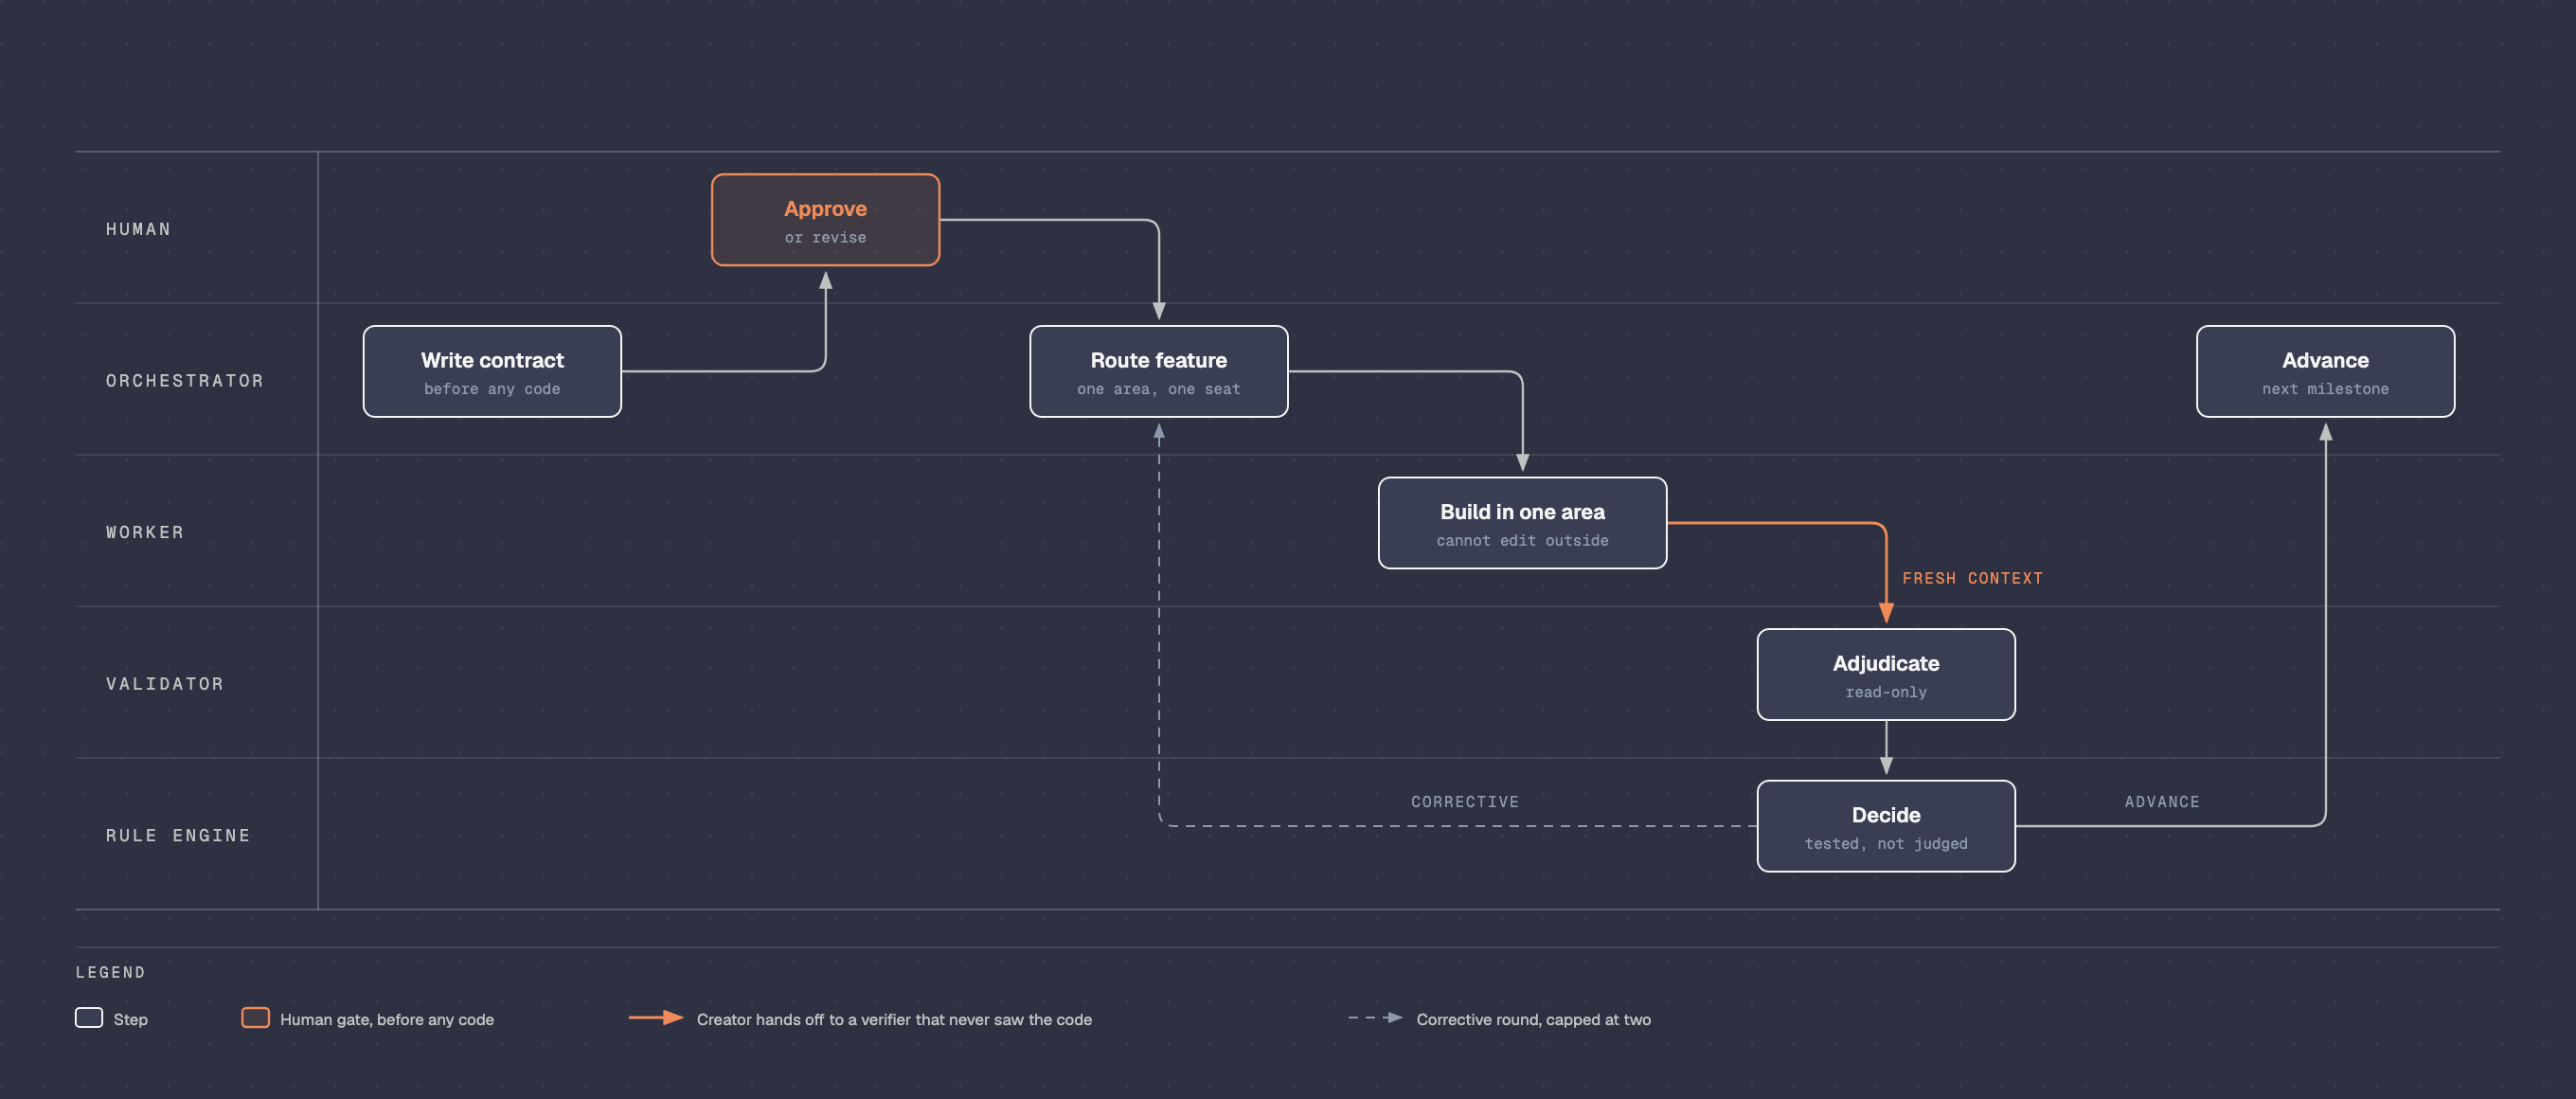 HUMAN
Approve
or revise
ORCHESTRATOR
Write contract
before any code
Route feature
one area, one seat
Advance
next milestone
WORKER
Build in one area
cannot edit outside
FRESH CONTEXT
VALIDATOR
Adjudicate
read-only
RULE ENGINE
CORRECTIVE
Decide
tested, not judged
ADVANCE
LEGEND
Step
Human gate, before any code
Creator hands off to a verifier that never saw the code
Corrective round, capped at two